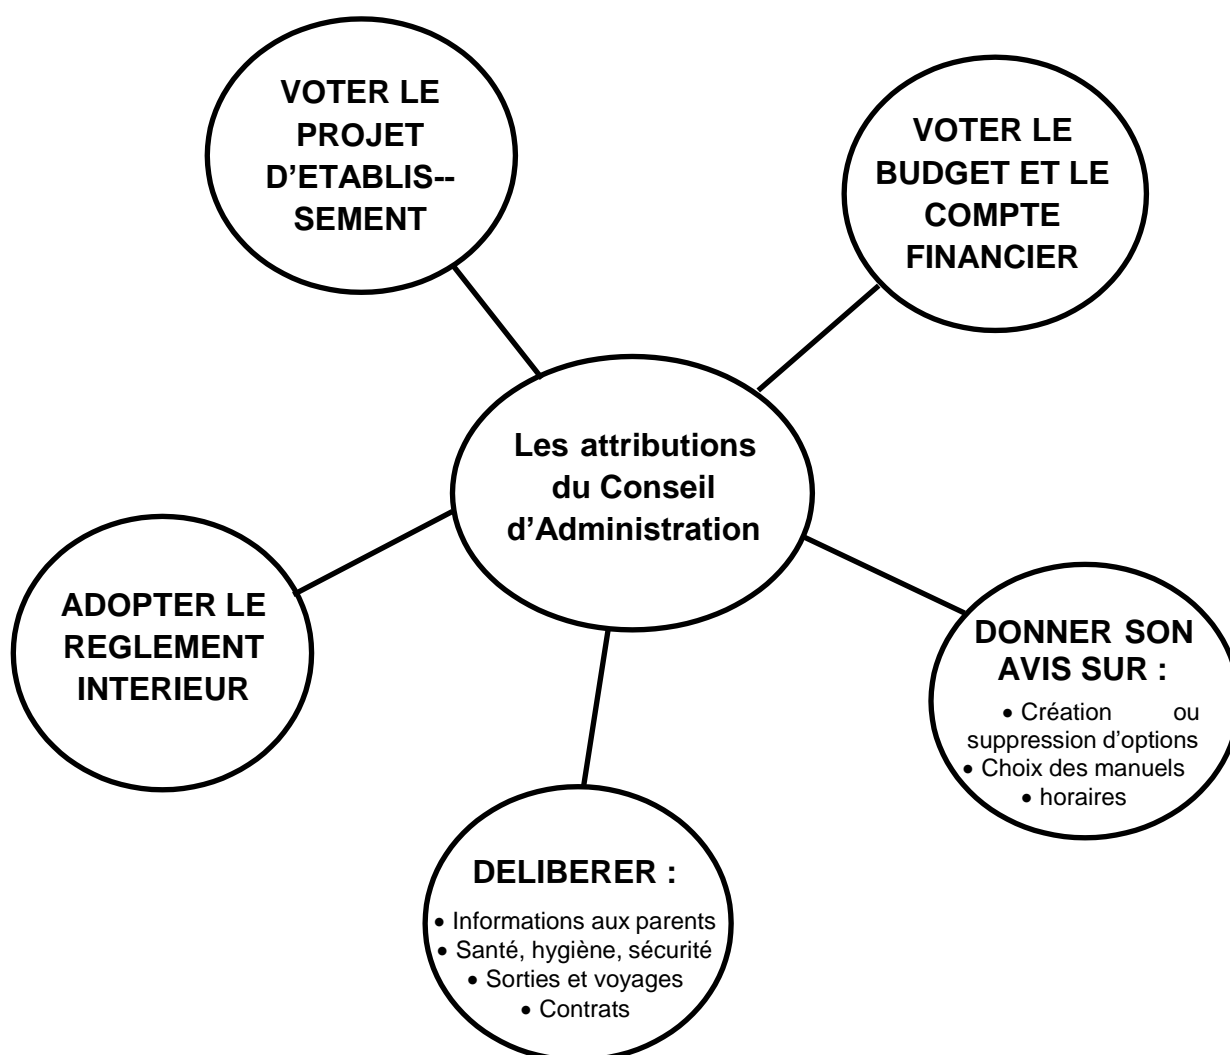 VOTER LE
PROJET
D'ETABLIS--
SEMENT
VOTER LE
BUDGET ET LE
COMPTE
FINANCIER
Les attributions
du Conseil
d'Administration
ADOPTER LE
REGLEMENT
INTERIEUR
DONNER SON
AVIS SUR :
• Création ou
suppression d'options
• Choix des manuels
• horaires
DELIBERER :
• Informations aux parents
• Santé, hygiène, sécurité
• Sorties et voyages
• Contrats